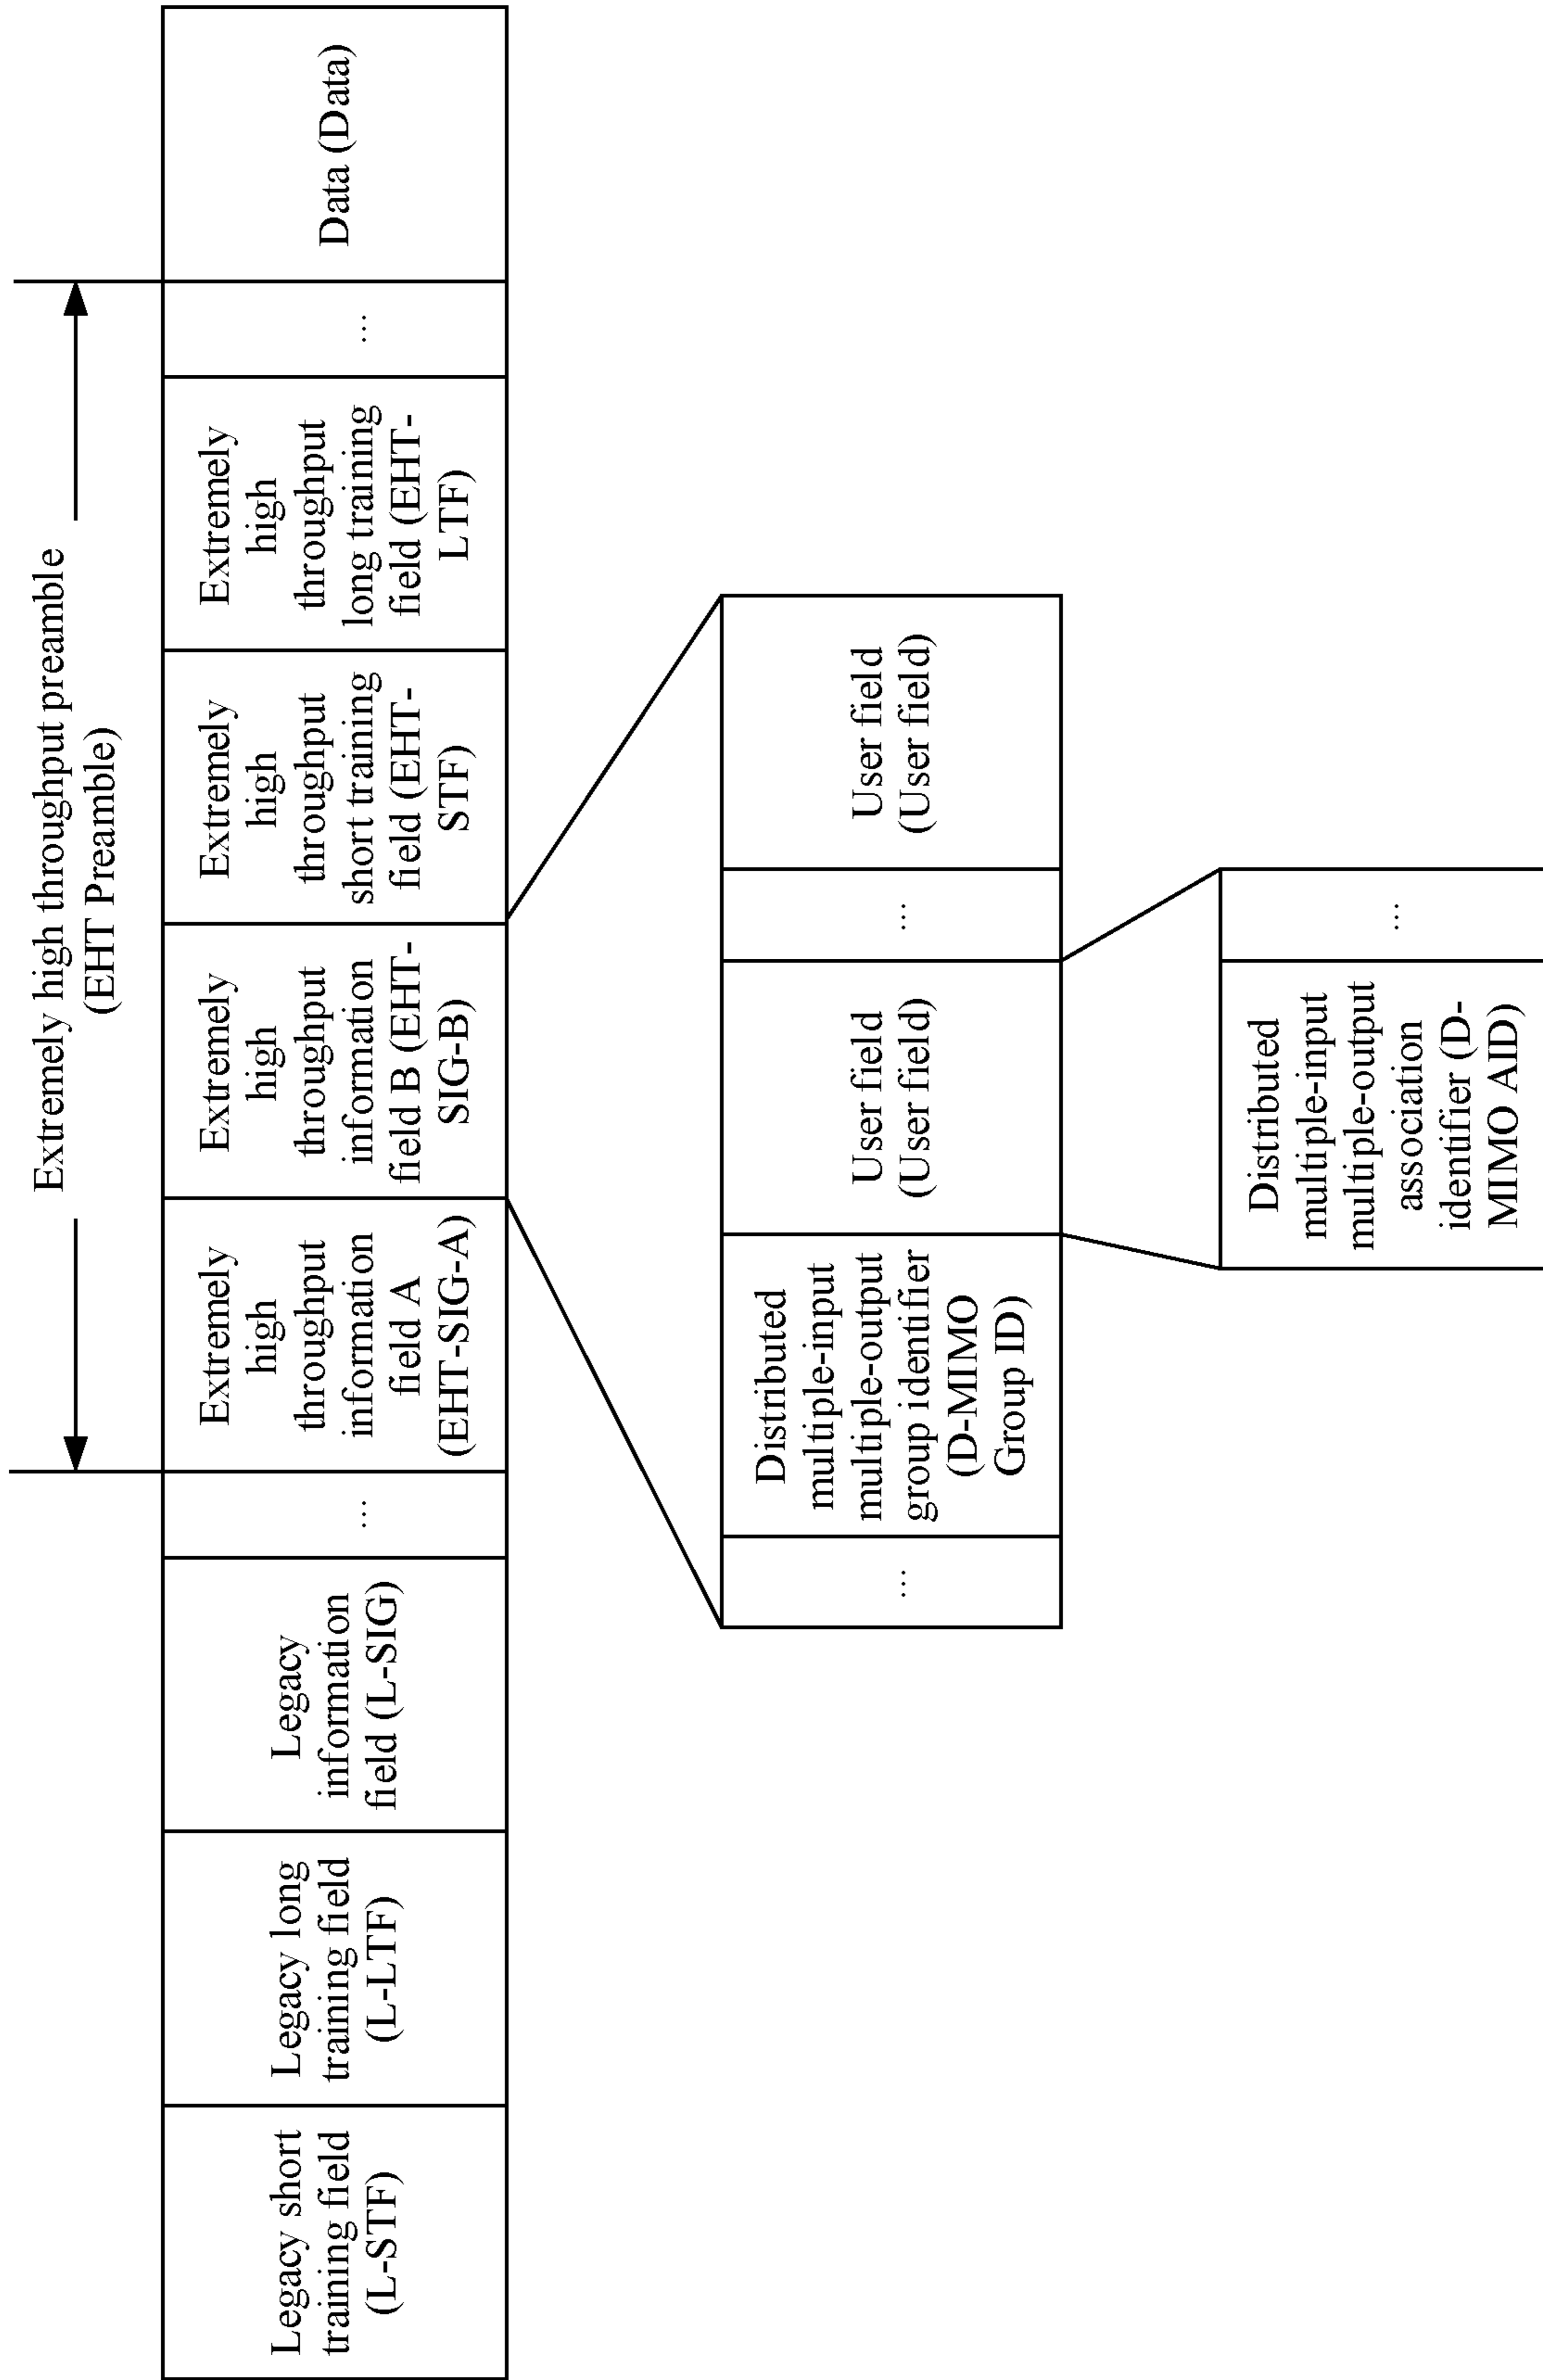 Extremely high throughput preamble
(EHT Preamble)
Legacy short
training field
(L-STF)
Legacy long
training field
(L-LTF)
Legacy
information
field (L-SIG)
...
Extremely
high
throughput
information
field A
(EHT-SIG-A)
Extremely
high
throughput
information
field B (EHT-
SIG-B)
Extremely
high
throughput
short training
field (EHT-
STF)
Extremely
high
throughput
long training
field (EHT-
LTF)
...
Data (Data)
...
Distributed
multiple-input
multiple-output
group identifier
(D-MIMO
Group ID)
User field
(User field)
...
User field
(User field)
Distributed
multiple-input
multiple-output
association
identifier (D-
MIMO AID)
...